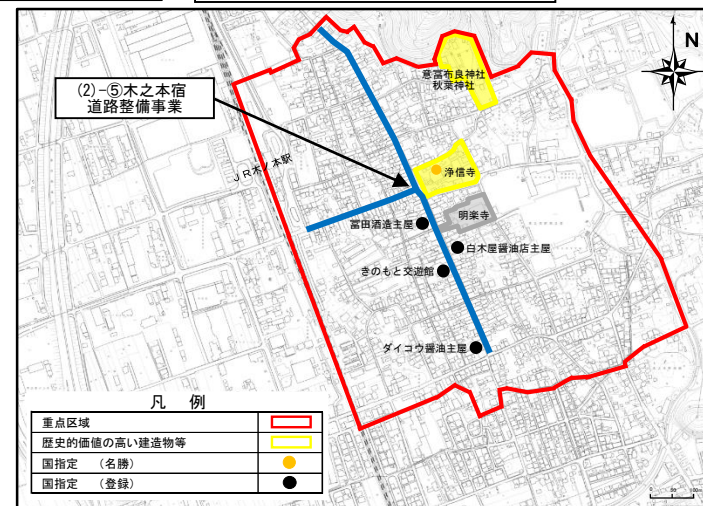 (2)-⑤木之本宿
道路整備事業
N
意冨布良神社
秋葉神社
JR木ノ本駅
浄信寺
明楽寺
冨田酒造主屋
白木屋醤油店主屋
きのもと交遊館
ダイコウ醤油主屋
凡 例
重点区域
歴史的価値の高い建造物等
国指定 (名勝)
国指定 (登録)
0 50 100m